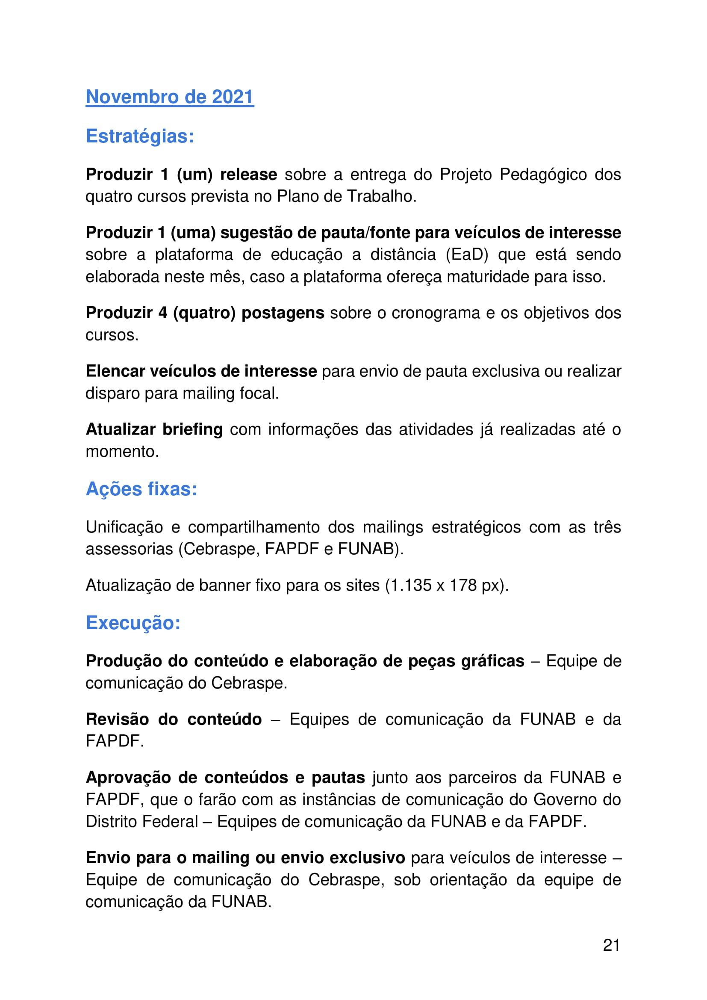 Novembro de 2021
Estratégias:
Produzir 1 (um) release sobre a entrega do Projeto Pedagógico dos
quatro cursos prevista no Plano de Trabalho.
Produzir 1 (uma) sugestão de pauta/fonte para veículos de interesse
sobre a plataforma de educação a distância (EaD) que está sendo
elaborada neste mês, caso a plataforma ofereça maturidade para isso.
Produzir 4 (quatro) postagens sobre o cronograma e os objetivos dos
cursos.
Elencar veículos de interesse para envio de pauta exclusiva ou realizar
disparo para mailing focal.
Atualizar briefing com informações das atividades já realizadas até o
momento.
Ações fixas:
Unificação e compartilhamento dos mailings estratégicos com as três
assessorias (Cebraspe, FAPDF e FUNAB).
Atualização de banner fixo para os sites (1.135 x 178 px).
Execução:
Produção do conteúdo e elaboração de peças gráficas – Equipe de
comunicação do Cebraspe.
Revisão do conteúdo – Equipes de comunicação da FUNAB e da
FAPDF.
Aprovação de conteúdos e pautas junto aos parceiros da FUNAB e
FAPDF, que o farão com as instâncias de comunicação do Governo do
Distrito Federal – Equipes de comunicação da FUNAB e da FAPDF.
Envio para o mailing ou envio exclusivo para veículos de interesse –
Equipe de comunicação do Cebraspe, sob orientação da equipe de
comunicação da FUNAB.
21